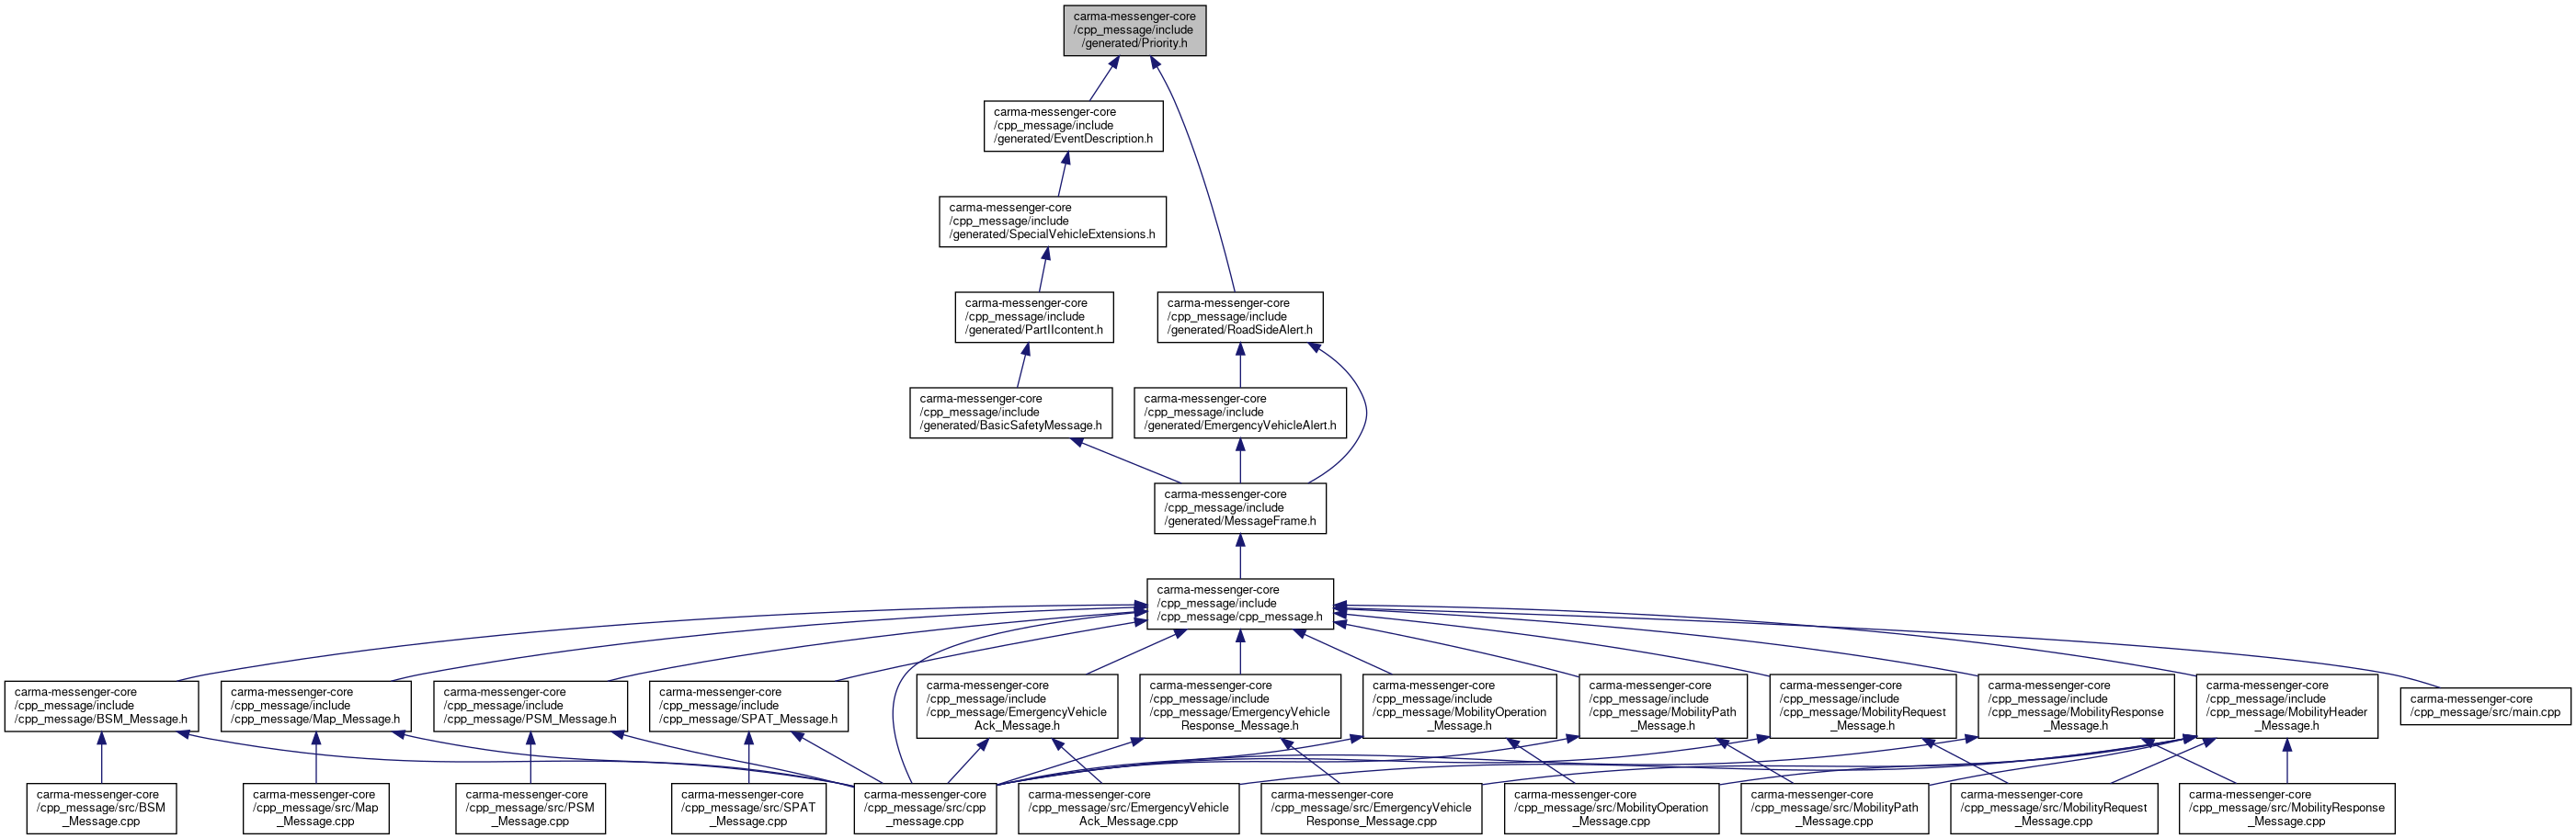 carma-messenger-core
/cpp_message/include
/generated/Priority.h
carma-messenger-core
/cpp_message/include
/generated/EventDescription.h
carma-messenger-core
/cpp_message/include
/generated/SpecialVehicleExtensions.h
carma-messenger-core
/cpp_message/include
/generated/PartIIcontent.h
carma-messenger-core
/cpp_message/include
/generated/RoadSideAlert.h
carma-messenger-core
/cpp_message/include
/generated/BasicSafetyMessage.h
carma-messenger-core
/cpp_message/include
/generated/EmergencyVehicleAlert.h
carma-messenger-core
/cpp_message/include
/generated/MessageFrame.h
carma-messenger-core
/cpp_message/include
/cpp_message/cpp_message.h
carma-messenger-core
/cpp_message/include
/cpp_message/BSM_Message.h
carma-messenger-core
/cpp_message/include
/cpp_message/Map_Message.h
carma-messenger-core
/cpp_message/include
/cpp_message/PSM_Message.h
carma-messenger-core
/cpp_message/include
/cpp_message/SPAT_Message.h
carma-messenger-core
/cpp_message/include
/cpp_message/EmergencyVehicle
Ack_Message.h
carma-messenger-core
/cpp_message/include
/cpp_message/EmergencyVehicle
Response_Message.h
carma-messenger-core
/cpp_message/include
/cpp_message/MobilityOperation
_Message.h
carma-messenger-core
/cpp_message/include
/cpp_message/MobilityPath
_Message.h
carma-messenger-core
/cpp_message/include
/cpp_message/MobilityRequest
_Message.h
carma-messenger-core
/cpp_message/include
/cpp_message/MobilityResponse
_Message.h
carma-messenger-core
/cpp_message/include
/cpp_message/MobilityHeader
_Message.h
carma-messenger-core
/cpp_message/src/main.cpp
carma-messenger-core
/cpp_message/src/BSM
_Message.cpp
carma-messenger-core
/cpp_message/src/Map
_Message.cpp
carma-messenger-core
/cpp_message/src/PSM
_Message.cpp
carma-messenger-core
/cpp_message/src/SPAT
_Message.cpp
carma-messenger-core
/cpp_message/src/cpp
_message.cpp
carma-messenger-core
/cpp_message/src/EmergencyVehicle
Ack_Message.cpp
carma-messenger-core
/cpp_message/src/EmergencyVehicle
Response_Message.cpp
carma-messenger-core
/cpp_message/src/MobilityOperation
_Message.cpp
carma-messenger-core
/cpp_message/src/MobilityPath
_Message.cpp
carma-messenger-core
/cpp_message/src/MobilityRequest
_Message.cpp
carma-messenger-core
/cpp_message/src/MobilityResponse
_Message.cpp